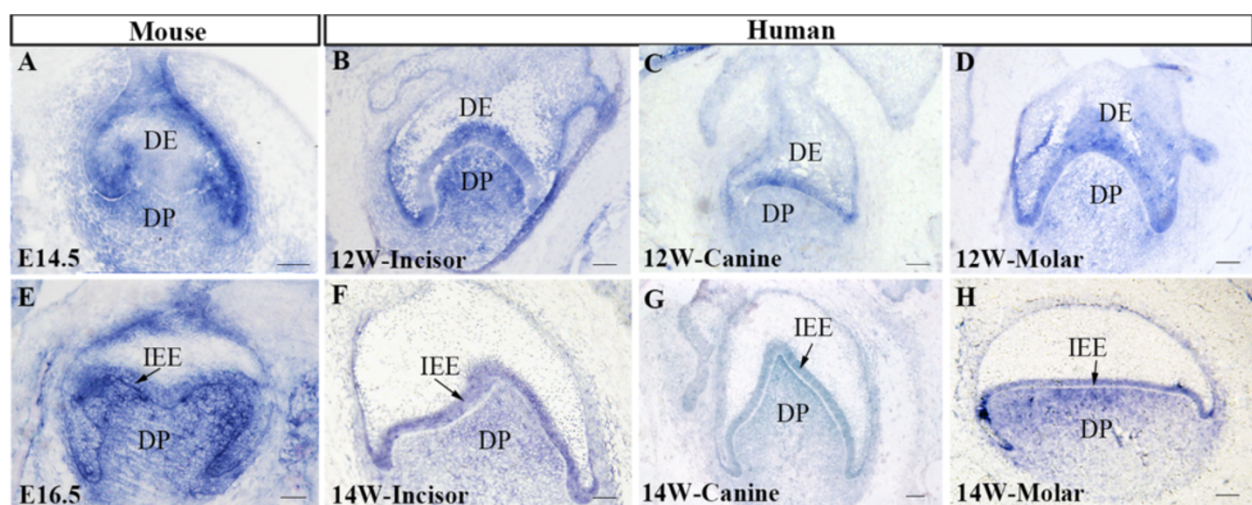 Mouse
Human
A
B
C
D
DE
DE
DE
DE
DP
DP
DP
DP
E14.5
12W-Incisor
12W-Canine
12W-Molar
E
F
G
H
IEE
IEE
IEE
IEE
DP
DP
DP
DP
E16.5
14W-Incisor
14W-Canine
14W-Molar